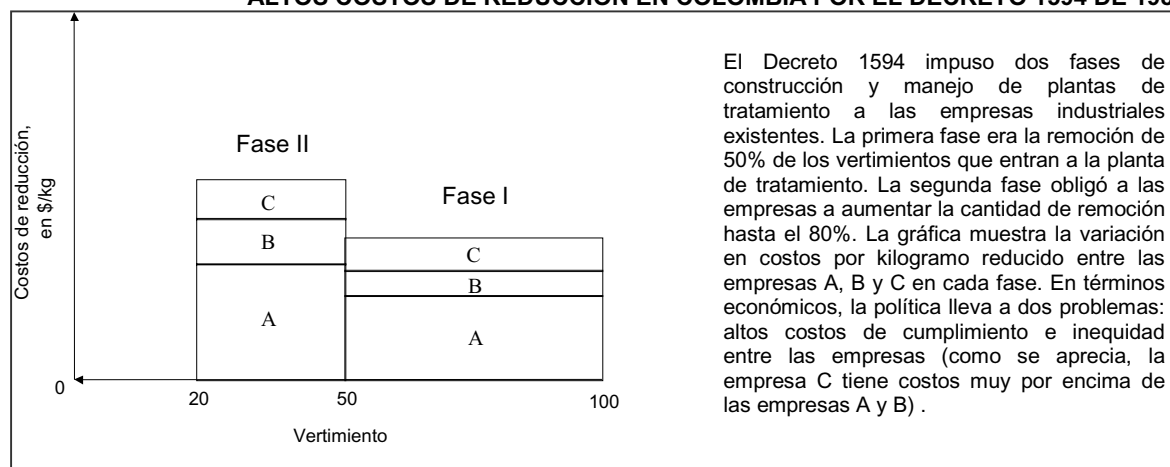 ALTOS COSTOS DE REDUCCIÓN EN COLOMBIA POR EL DECRETO 1594 DE
El Decreto 1594 impuso dos fases de
construcción y manejo de plantas de
tratamiento a las empresas industriales
existentes. La primera fase era la remoción de
50% de los vertimientos que entran a la planta
de tratamiento. La segunda fase obligó a las
empresas a aumentar la cantidad de remoción
hasta el 80%. La gráfica muestra la variación
en costos por kilogramo reducido entre las
empresas A, B y C en cada fase. En términos
económicos, la política lleva a dos problemas:
altos costos de cumplimiento e inequidad
entre las empresas (como se aprecia, la
empresa C tiene costos muy por encima de
las empresas A y B) .
Costos de reducción,
en $/kg
Fase II
Fase I
C
B
A
C
B
A
0
20
50
100
Vertimiento